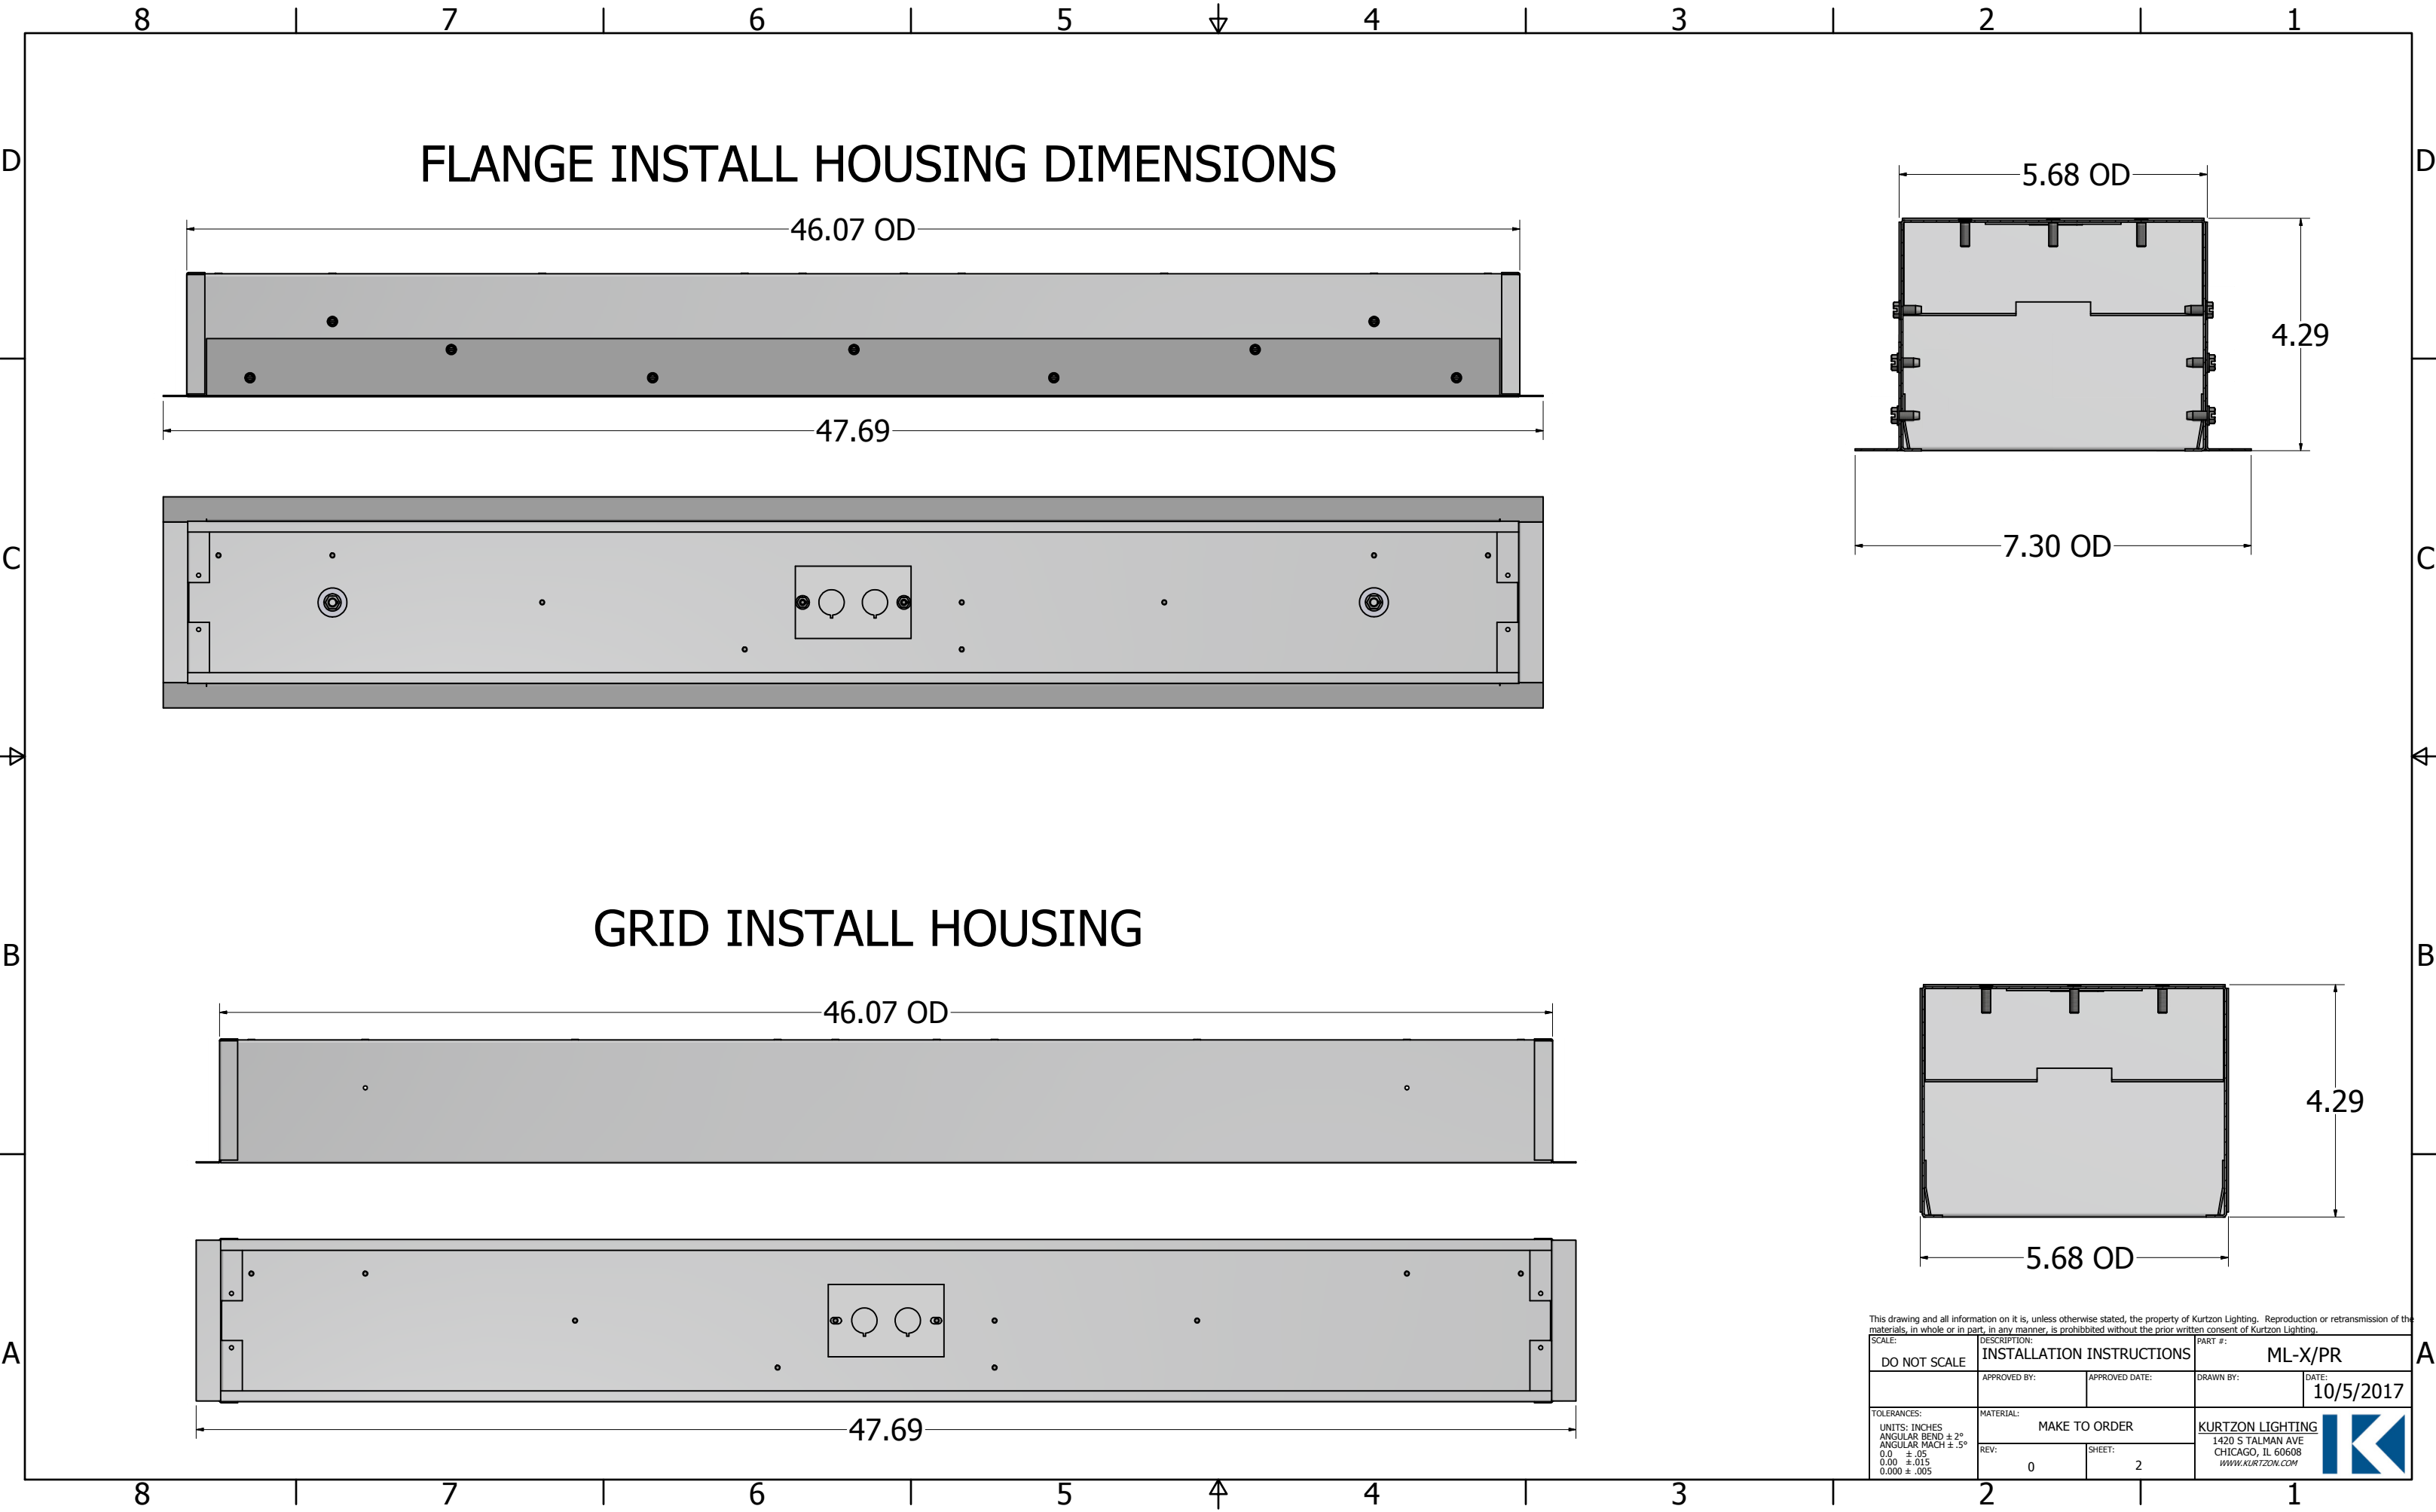 8 7 6 5 4 3 2 1
D D
FLANGE INSTALL HOUSING DIMENSIONS
46.07 OD
5.68 OD
4.29
47.69
7.30 OD
C C
GRID INSTALL HOUSING
B B
46.07 OD
4.29
5.68 OD
47.69
A A
This drawing and all information on it is, unless otherwise stated, the property of Kurtzon Lighting. Reproduction or retransmission of the
materials, in whole or in part, in any manner, is prohibbited without the prior written consent of Kurtzon Lighting.
SCALE:
DO NOT SCALE
DESCRIPTION:
INSTALLATION INSTRUCTIONS
PART #:
ML-X/PR
APPROVED BY:
APPROVED DATE:
DRAWN BY:
DATE:
10/5/2017
TOLERANCES:
UNITS: INCHES
ANGULAR BEND ± 2°
ANGULAR MACH ± .5°
0.0 ± .05
0.00 ±.015
0.000 ± .005
MATERIAL:
MAKE TO ORDER
REV:
0
SHEET:
2
KURTZON LIGHTING
1420 S TALMAN AVE
CHICAGO, IL 60608
WWW.KURTZON.COM
K
8 7 6 5 4 3 2 1